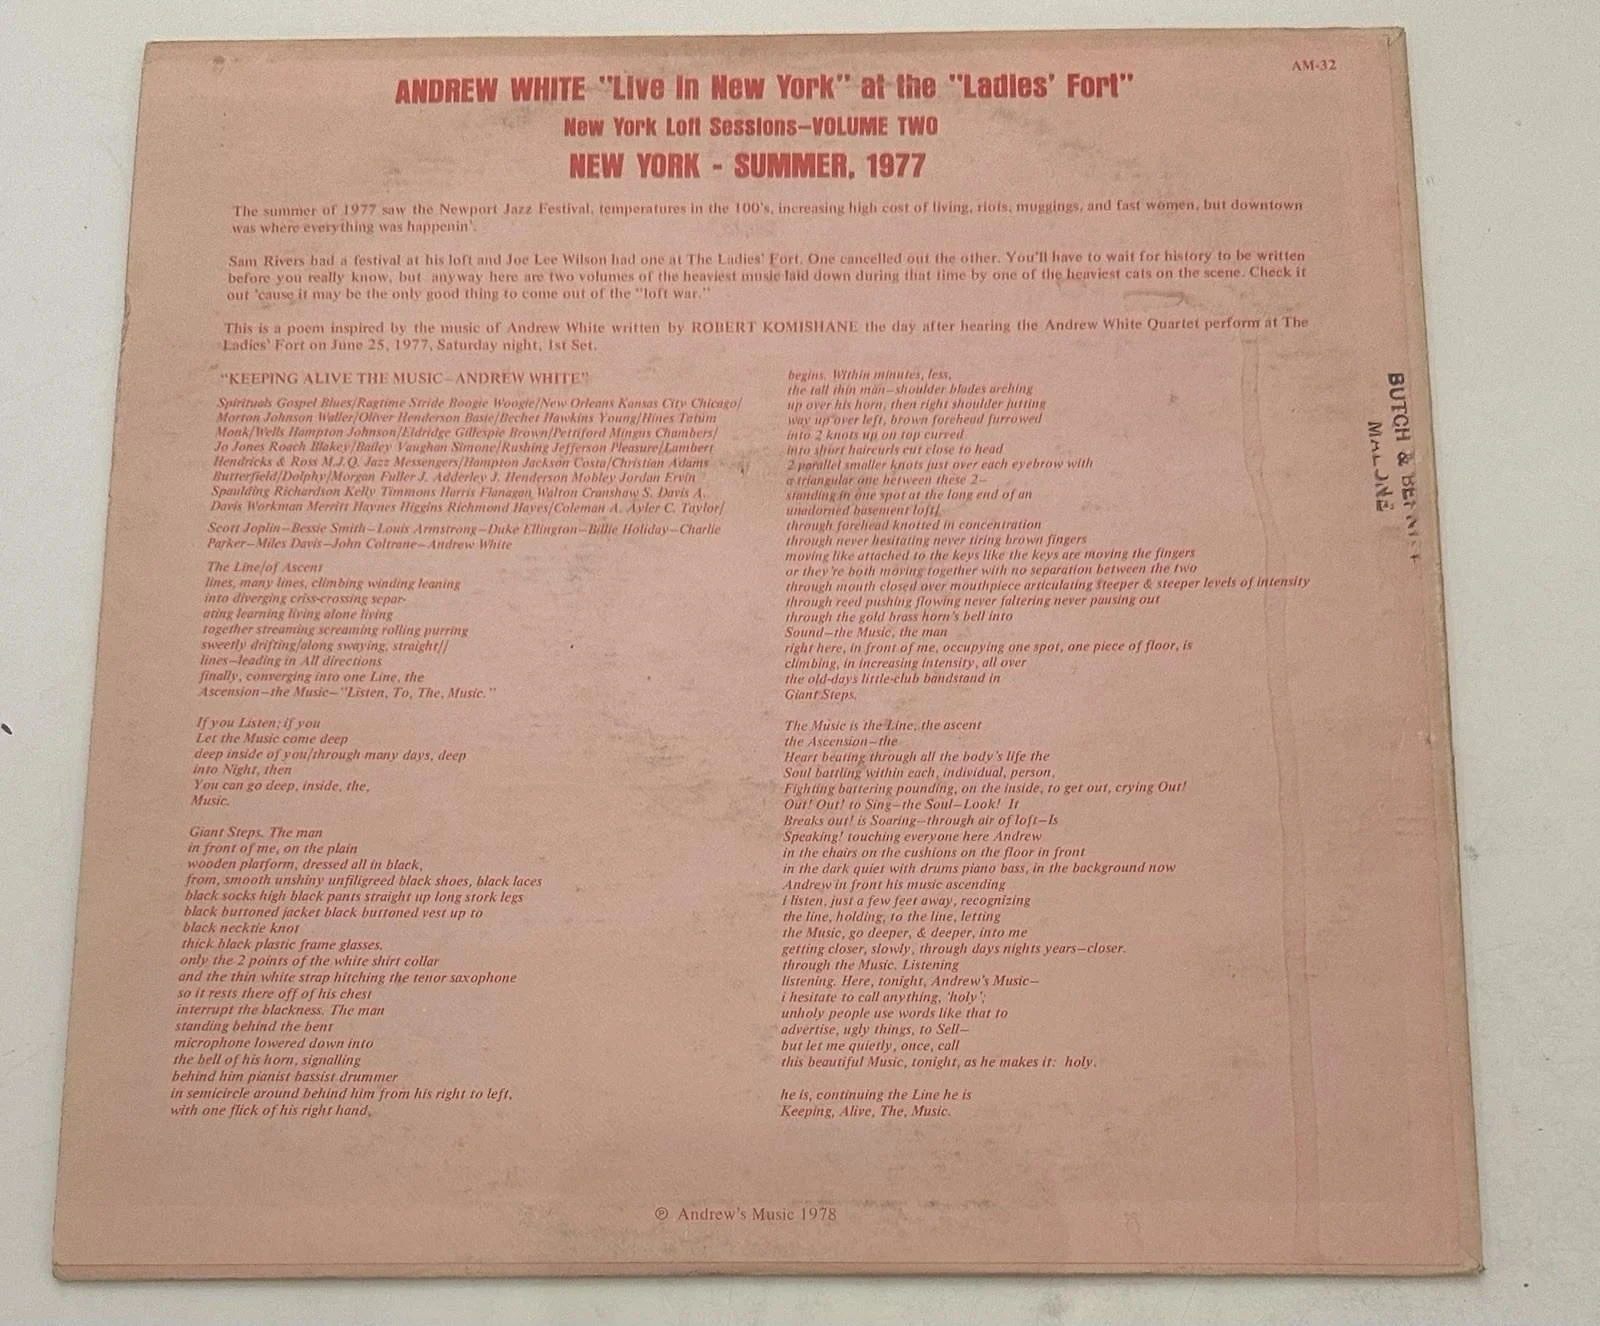 AM-32
ANDREW WHITE "Live In New York" at the "Ladies' Fort"
New York Loft Sessions—VOLUME TWO
NEW YORK - SUMMER, 1977
The summer of 1977 saw the Newport Jazz Festival, temperatures in the 100's, increasing high cost of living, riots, muggings, and fast women, but downtown
was where everything was happenin'.
Sam Rivers had a festival at his loft and Joe Lee Wilson had one at The Ladies' Fort. One cancelled out the other. You'll have to wait for history to be written
before you really know, but anyway here are two volumes of the heaviest music laid down during that time by one of the heaviest cats on the scene. Check it
out 'cause it may be the only good thing to come out of the "loft war."
This is a poem inspired by the music of Andrew White written by ROBERT KOMISHANE the day after hearing the Andrew White Quartet perform at The
Ladies' Fort on June 25, 1977, Saturday night, 1st Set.
"KEEPING ALIVE THE MUSIC—ANDREW WHITE"
Spirituals Gospel Blues/Ragtime Stride Boogie Woogie/New Orleans Kansas City Chicago/
Morton Johnson Waller/Oliver Henderson Basie/Bechet Hawkins Young/Hines Tatum
Monk/Wells Hampton Johnson/Eldridge Gillespie Brown/Pettiford Mingus Chambers/
Jo Jones Roach Blakey/Bailey Vaughan Simone/Rushing Jefferson Pleasure/Lambert
Hendricks & Ross M.J.Q. Jazz Messengers/Hampton Jackson Costa/Christian Adams
Butterfield/Dolphy/Morgan Fuller J. Adderley J. Henderson Mobley Jordan Ervin
Spaulding Richardson Kelly Timmons Harris Flanagan Walton Cranshaw S. Davis A.
Davis Workman Merritt Haynes Higgins Richmond Hayes/Coleman A. Ayler C. Taylor/
Scott Joplin—Bessie Smith—Louis Armstrong—Duke Ellington—Billie Holiday—Charlie
Parker—Miles Davis—John Coltrane—Andrew White
The Line/of Ascent
lines, many lines, climbing winding leaning
into diverging criss-crossing separ-
ating learning living alone living
together streaming screaming rolling purring
sweetly drifting/along swaying, straight//
lines—leading in All directions
finally, converging into one Line, the
Ascension—the Music—"Listen, To, The, Music."
If you Listen; if you
Let the Music come deep
deep inside of you/through many days, deep
into Night, then
You can go deep, inside, the,
Music.
Giant Steps. The man
in front of me, on the plain
wooden platform, dressed all in black,
from, smooth unshiny unfiligreed black shoes, black laces
black socks high black pants straight up long stork legs
black buttoned jacket black buttoned vest up to
black necktie knot
thick black plastic frame glasses.
only the 2 points of the white shirt collar
and the thin white strap hitching the tenor saxophone
so it rests there off of his chest
interrupt the blackness. The man
standing behind the bent
microphone lowered down into
the bell of his horn, signalling
behind him pianist bassist drummer
in semicircle around behind him from his right to left,
with one flick of his right hand,
begins. Within minutes, less,
the tall thin man—shoulder blades arching
up over his horn, then right shoulder jutting
way up over left, brown forehead furrowed
into 2 knots up on top curved
into short haircurls cut close to head
2 parallel smaller knots just over each eyebrow with
a triangular one between these 2—
standing in one spot at the long end of an
unadorned basement loft/
through forehead knotted in concentration
through never hesitating never tiring brown fingers
moving like attached to the keys like the keys are moving the fingers
or they're both moving together with no separation between the two
through mouth closed over mouthpiece articulating steeper & steeper levels of intensity
through reed pushing flowing never faltering never pausing out
through the gold brass horn's bell into
Sound—the Music, the man
right here, in front of me, occupying one spot, one piece of floor, is
climbing, in increasing intensity, all over
the old-days little-club bandstand in
Giant Steps.
The Music is the Line, the ascent
the Ascension—the
Heart beating through all the body's life the
Soul battling within each, individual, person,
Fighting battering pounding, on the inside, to get out, crying Out!
Out! Out! to Sing—the Soul—Look! It
Breaks out! is Soaring—through air of loft—Is
Speaking! touching everyone here Andrew
in the chairs on the cushions on the floor in front
in the dark quiet with drums piano bass, in the background now
Andrew in front his music ascending
i listen, just a few feet away, recognizing
the line, holding, to the line, letting
the Music, go deeper, & deeper, into me
getting closer, slowly, through days nights years—closer.
through the Music. Listening
listening. Here, tonight, Andrew's Music—
i hesitate to call anything, 'holy';
unholy people use words like that to
advertise, ugly things, to Sell—
but let me quietly, once, call
this beautiful Music, tonight, as he makes it: holy.
he is, continuing the Line he is
Keeping, Alive, The, Music.
BUTCH &
MALONE
℗ Andrew's Music 1978